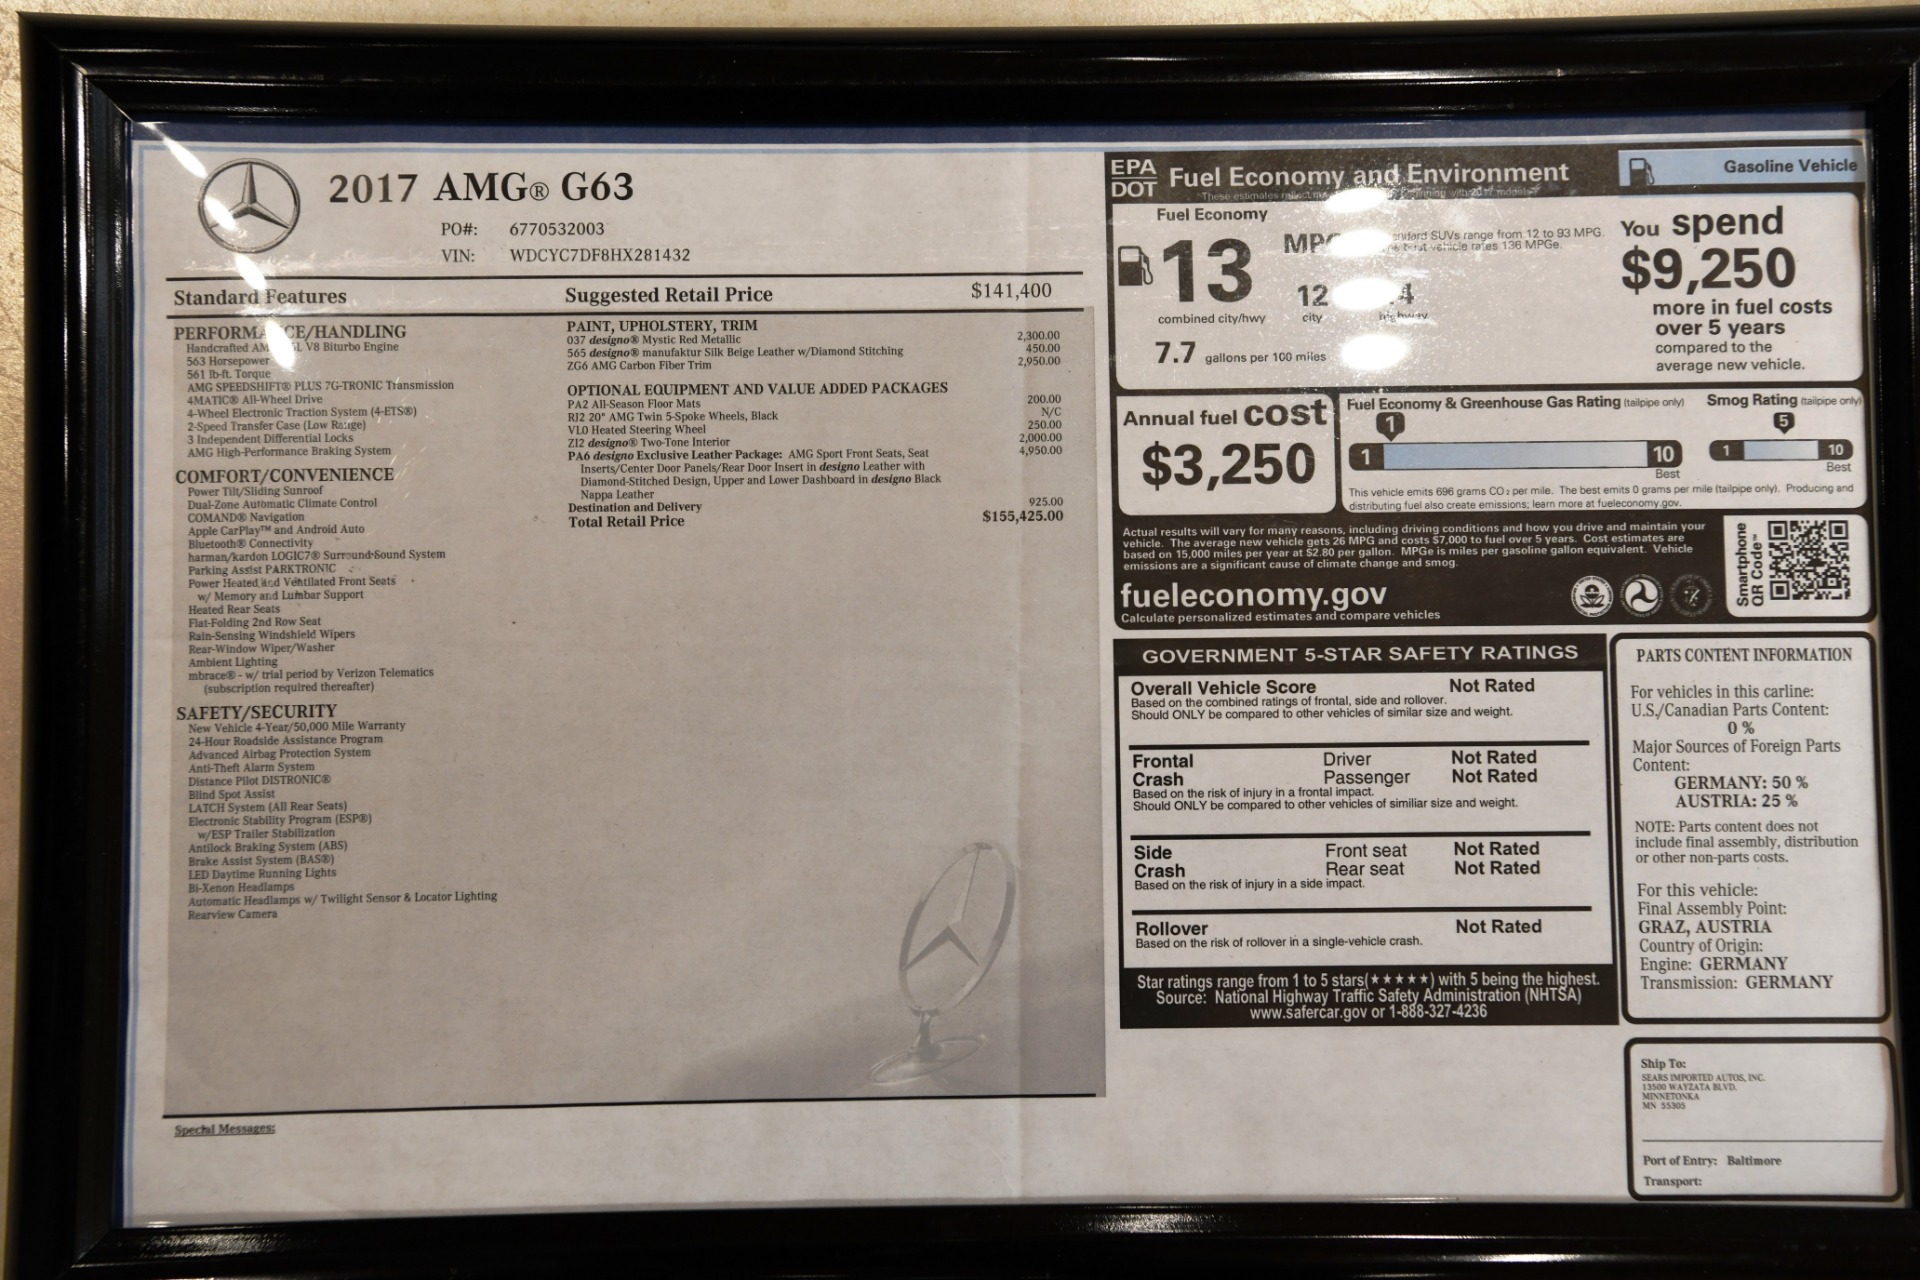 2017 AMG® G63
PO#: 6770532003
VIN: WDCYC7DF8HX281432
Standard Features
PERFORMANCE/HANDLING
Handcrafted V8 Biturbo Engine
563 Horsepower
561 lb-ft. Torque
AMG SPEEDSHIFT® PLUS 7G-TRONIC Transmission
4MATIC® All-Wheel Drive
4-Wheel Electronic Traction System (4-ETS®)
2-Speed Transfer Case (Low Range)
3 Independent Differential Locks
AMG High-Performance Braking System
COMFORT/CONVENIENCE
Power Tilt/Sliding Sunroof
Dual-Zone Automatic Climate Control
COMAND® Navigation
Apple CarPlay™ and Android Auto
Bluetooth® Connectivity
harman/kardon LOGIC7® Surround-Sound System
Parking Assist PARKTRONIC
Power Heated and Ventilated Front Seats
w/ Memory and Lumbar Support
Heated Rear Seats
Flat-Folding 2nd Row Seat
Rain-Sensing Windshield Wipers
Rear-Window Wiper/Washer
Ambient Lighting
mbrace® - w/ trial period by Verizon Telematics
(subscription required thereafter)
SAFETY/SECURITY
New Vehicle 4-Year/50,000 Mile Warranty
24-Hour Roadside Assistance Program
Advanced Airbag Protection System
Anti-Theft Alarm System
Distance Pilot DISTRONIC®
Blind Spot Assist
LATCH System (All Rear Seats)
Electronic Stability Program (ESP®)
w/ESP Trailer Stabilization
Antilock Braking System (ABS)
Brake Assist System (BAS®)
LED Daytime Running Lights
Bi-Xenon Headlamps
Automatic Headlamps w/ Twilight Sensor & Locator Lighting
Rearview Camera
Suggested Retail Price $141,400
PAINT, UPHOLSTERY, TRIM
037 designo® Mystic Red Metallic 2,300.00
565 designo® manufaktur Silk Beige Leather w/Diamond Stitching 450.00
ZG6 AMG Carbon Fiber Trim 2,950.00
OPTIONAL EQUIPMENT AND VALUE ADDED PACKAGES
PA2 All-Season Floor Mats 200.00
RJ2 20" AMG Twin 5-Spoke Wheels, Black N/C
VL0 Heated Steering Wheel 250.00
ZI2 designo® Two-Tone Interior 2,000.00
PA6 designo Exclusive Leather Package: AMG Sport Front Seats, Seat 4,950.00
Inserts/Center Door Panels/Rear Door Insert in designo Leather with
Diamond-Stitched Design, Upper and Lower Dashboard in designo Black
Nappa Leather
Destination and Delivery 925.00
Total Retail Price $155,425.00
Special Messages:
EPA
DOT
Fuel Economy and Environment
Gasoline Vehicle
These estimates reflect 2017 models
Fuel Economy
13
combined city/hwy
12
city
highway
SUVs range from 12 to 93 MPG.
vehicle rates 136 MPGe.
7.7 gallons per 100 miles
You spend
$9,250
more in fuel costs
over 5 years
compared to the
average new vehicle.
Annual fuel COST
$3,250
Fuel Economy & Greenhouse Gas Rating (tailpipe only)
1
1 10
Best
Smog Rating (tailpipe only)
5
1 10
Best
This vehicle emits 696 grams CO2 per mile. The best emits 0 grams per mile (tailpipe only). Producing and
distributing fuel also create emissions; learn more at fueleconomy.gov.
Actual results will vary for many reasons, including driving conditions and how you drive and maintain your
vehicle. The average new vehicle gets 26 MPG and costs $7,000 to fuel over 5 years. Cost estimates are
based on 15,000 miles per year at $2.80 per gallon. MPGe is miles per gasoline gallon equivalent. Vehicle
emissions are a significant cause of climate change and smog.
fueleconomy.gov
Calculate personalized estimates and compare vehicles
Smartphone
QR Code™
GOVERNMENT 5-STAR SAFETY RATINGS
Overall Vehicle Score Not Rated
Based on the combined ratings of frontal, side and rollover.
Should ONLY be compared to other vehicles of similar size and weight.
Frontal Driver Not Rated
Crash Passenger Not Rated
Based on the risk of injury in a frontal impact.
Should ONLY be compared to other vehicles of similiar size and weight.
Side Front seat Not Rated
Crash Rear seat Not Rated
Based on the risk of injury in a side impact.
Rollover Not Rated
Based on the risk of rollover in a single-vehicle crash.
Star ratings range from 1 to 5 stars(★★★★★) with 5 being the highest.
Source: National Highway Traffic Safety Administration (NHTSA)
www.safercar.gov or 1-888-327-4236
PARTS CONTENT INFORMATION
For vehicles in this carline:
U.S./Canadian Parts Content:
0 %
Major Sources of Foreign Parts
Content:
GERMANY: 50 %
AUSTRIA: 25 %
NOTE: Parts content does not
include final assembly, distribution
or other non-parts costs.
For this vehicle:
Final Assembly Point:
GRAZ, AUSTRIA
Country of Origin:
Engine: GERMANY
Transmission: GERMANY
Ship To:
SEARS IMPORTED AUTOS, INC.
13500 WAYZATA BLVD.
MINNETONKA
MN 55305
Port of Entry: Baltimore
Transport: